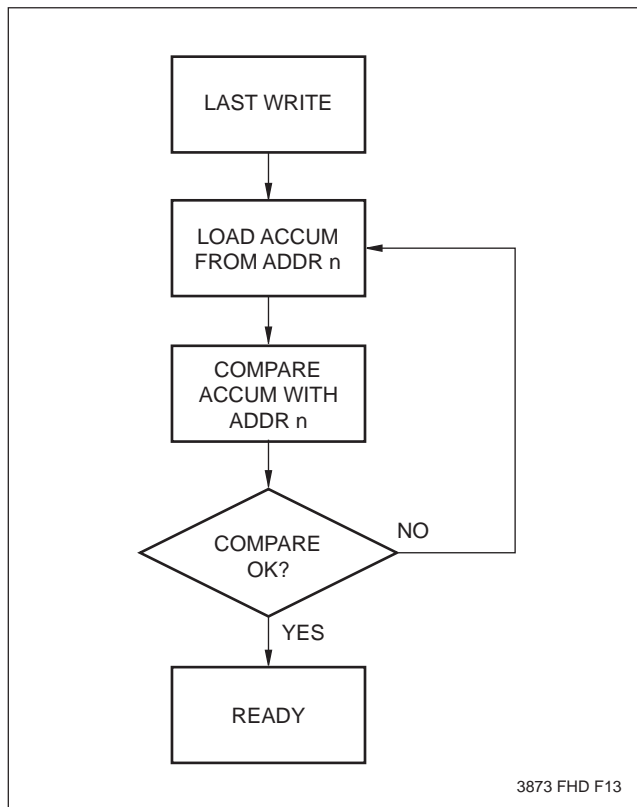 LAST WRITE
LOAD ACCUM
FROM ADDR n
COMPARE
ACCUM WITH
ADDR n
COMPARE
OK?
NO
YES
READY
3873 FHD F13